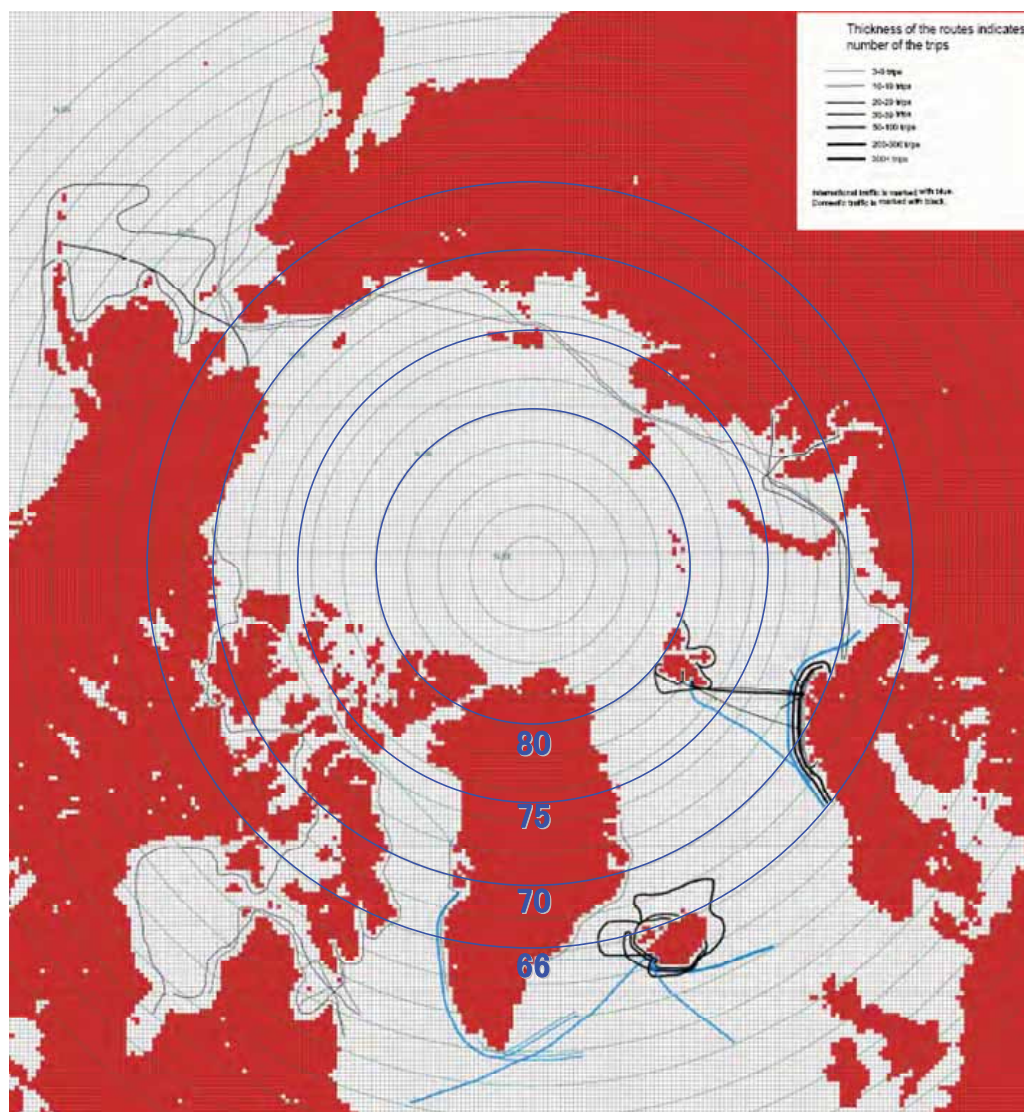 Thickness of the routes indicates
number of the trips
3-9 trips
10-19 trips
20-29 trips
30-39 trips
50-100 trips
200-300 trips
300+ trips
International traffic is marked with blue.
Domestic traffic is marked with black.
80
75
70
66